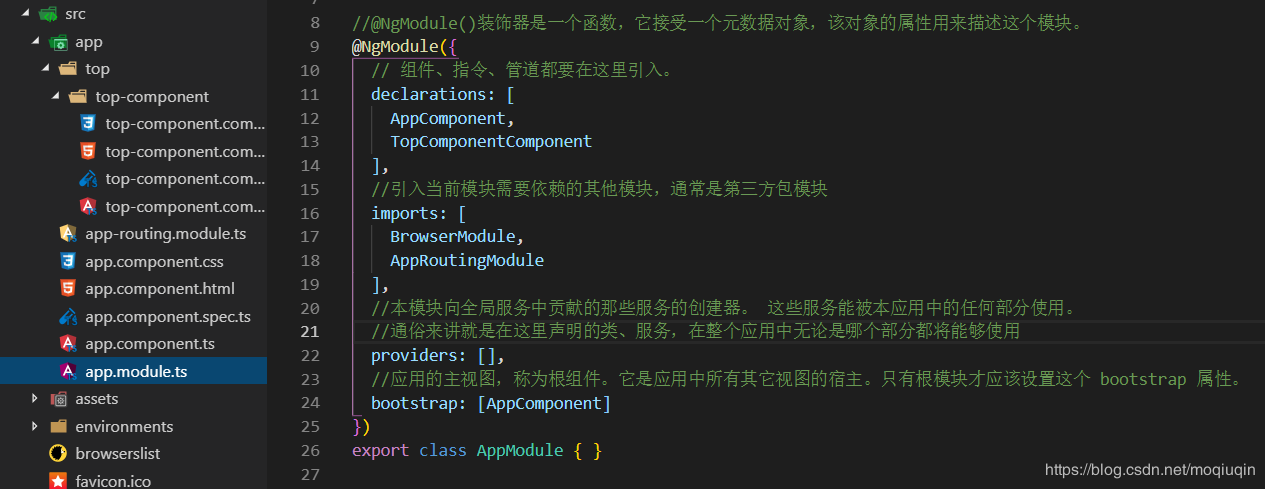 src
app
top
top-component
top-component.com...
top-component.com...
top-component.com...
top-component.com...
app-routing.module.ts
app.component.css
app.component.html
app.component.spec.ts
app.component.ts
app.module.ts
assets
environments
browserslist
favicon.ico
8 //@NgModule()装饰器是一个函数，它接受一个元数据对象，该对象的属性用来描述这个模块。
9 @NgModule({
10 // 组件、指令、管道都要在这里引入。
11 declarations: [
12 AppComponent,
13 TopComponentComponent
14 ],
15 //引入当前模块需要依赖的其他模块，通常是第三方包模块
16 imports: [
17 BrowserModule,
18 AppRoutingModule
19 ],
20 //本模块向全局服务中贡献的那些服务的创建器。 这些服务能被本应用中的任何部分使用。
21 //通俗来讲就是在这里声明的类、服务，在整个应用中无论是哪个部分都将能够使用
22 providers: [],
23 //应用的主视图，称为根组件。它是应用中所有其它视图的宿主。只有根模块才应该设置这个 bootstrap 属性。
24 bootstrap: [AppComponent]
25 })
26 export class AppModule { }
27
https://blog.csdn.net/moqiuqin